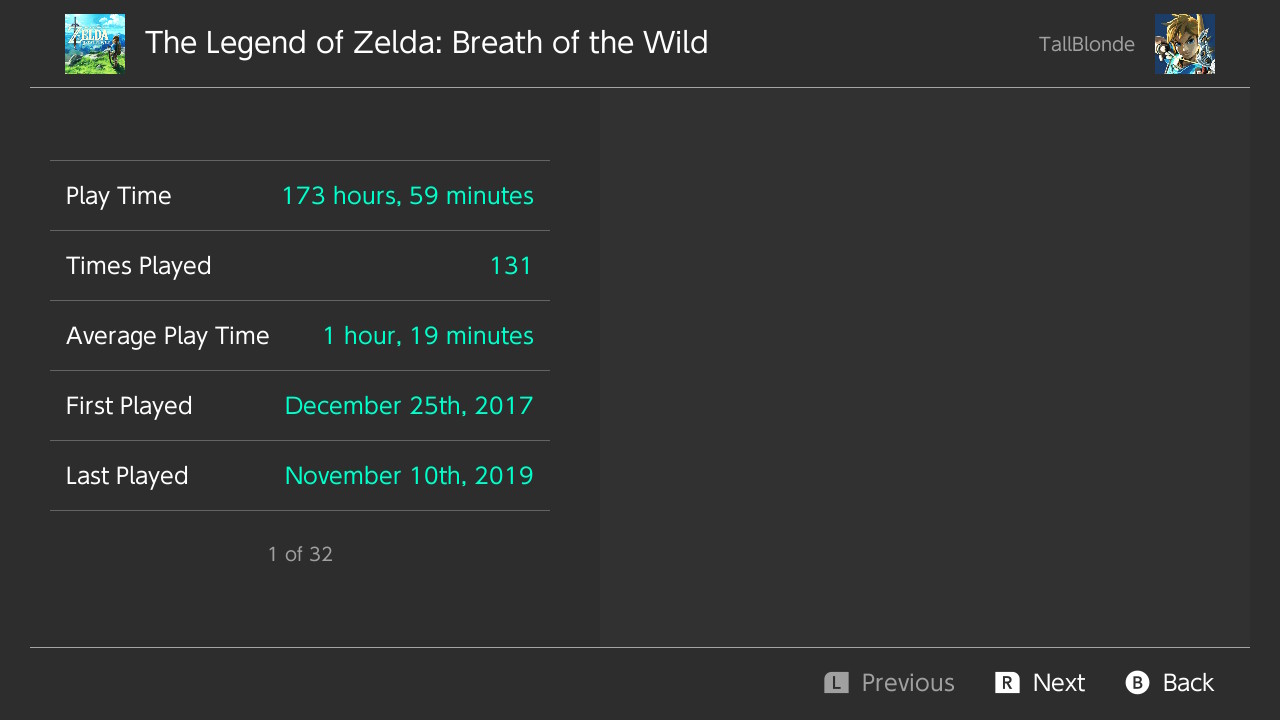 The Legend of Zelda: Breath of the Wild
TallBlonde
Play Time 173 hours, 59 minutes
Times Played 131
Average Play Time 1 hour, 19 minutes
First Played December 25th, 2017
Last Played November 10th, 2019
1 of 32
L Previous R Next B Back